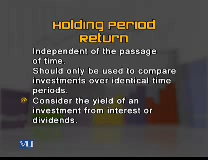 Holding Period
Return
Independent of the passage
of time.
Should only be used to compare
investments over identical time
periods.
Consider the yield of an
investment from interest or
dividends.
VU